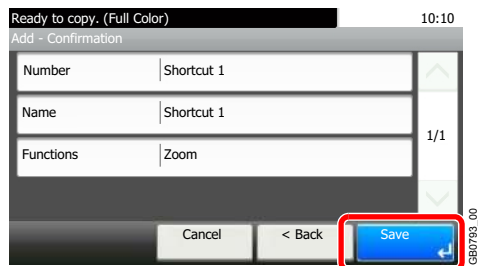 Ready to copy. (Full Color) 10:10
Add - Confirmation
Number Shortcut 1
Name Shortcut 1
1/1
Functions Zoom
Cancel < Back Save
GB0793_00